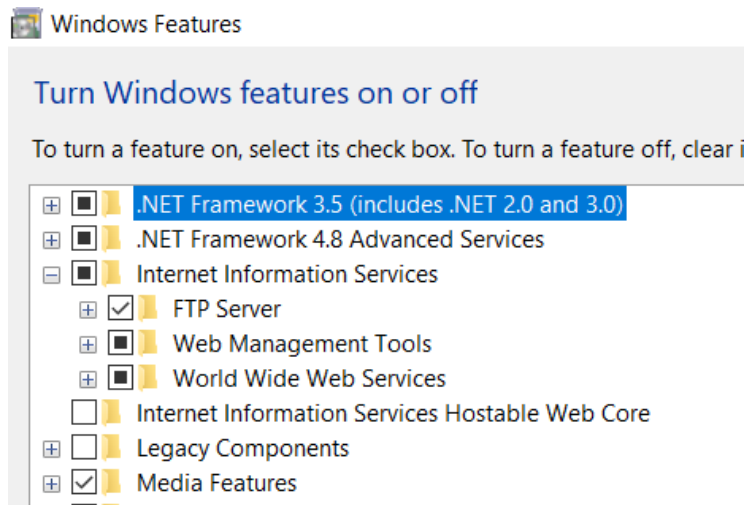 Windows Features
Turn Windows features on or off
To turn a feature on, select its check box. To turn a feature off, clear
.NET Framework 3.5 (includes .NET 2.0 and 3.0)
.NET Framework 4.8 Advanced Services
Internet Information Services
FTP Server
Web Management Tools
World Wide Web Services
Internet Information Services Hostable Web Core
Legacy Components
Media Features